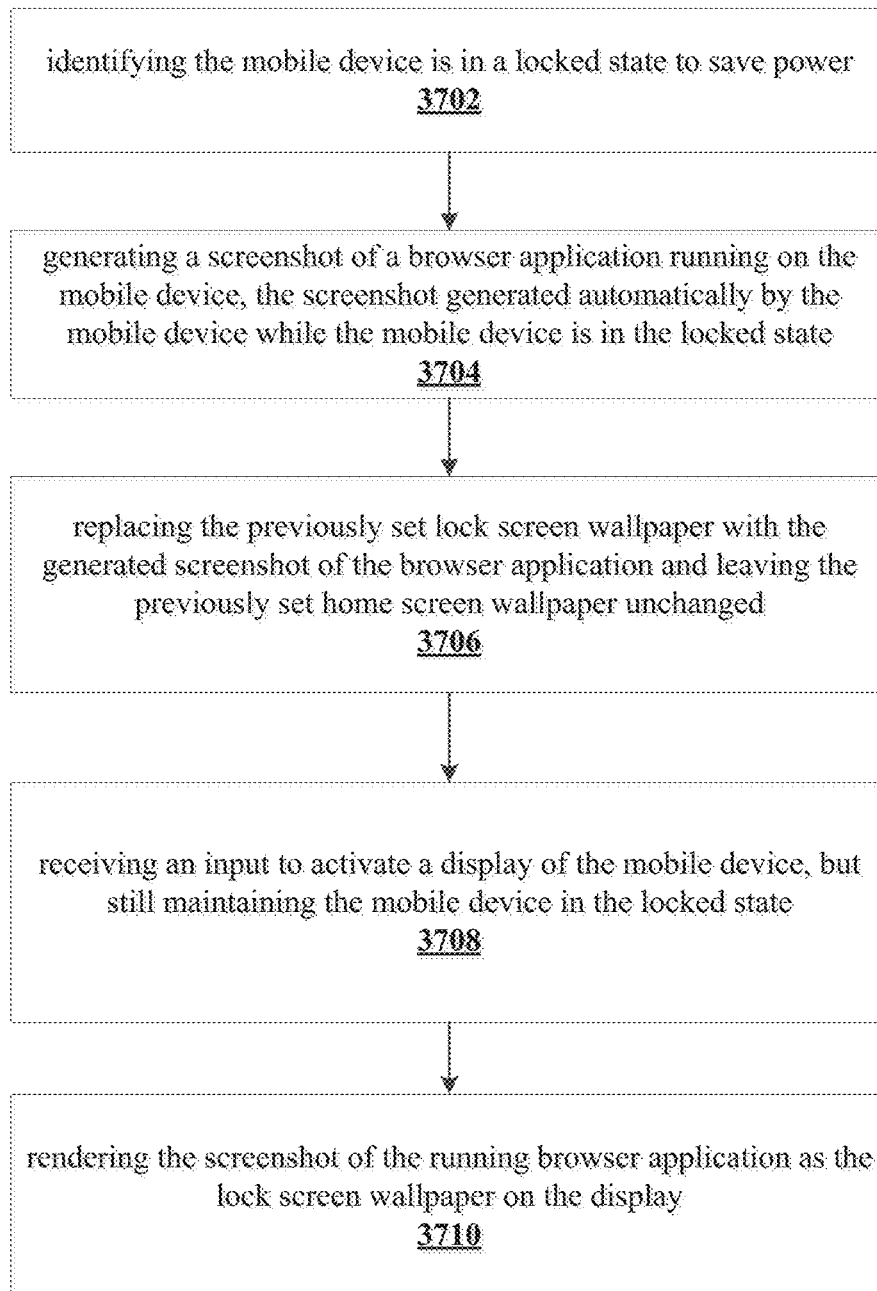 identifying the mobile device is in a locked state to save power
3702
generating a screenshot of a browser application running on the
mobile device, the screenshot generated automatically by the
mobile device while the mobile device is in the locked state
3704
replacing the previously set lock screen wallpaper with the
generated screenshot of the browser application and leaving the
previously set home screen wallpaper unchanged
3706
receiving an input to activate a display of the mobile device, but
still maintaining the mobile device in the locked state
3708
rendering the screenshot of the running browser application as the
lock screen wallpaper on the display
3710